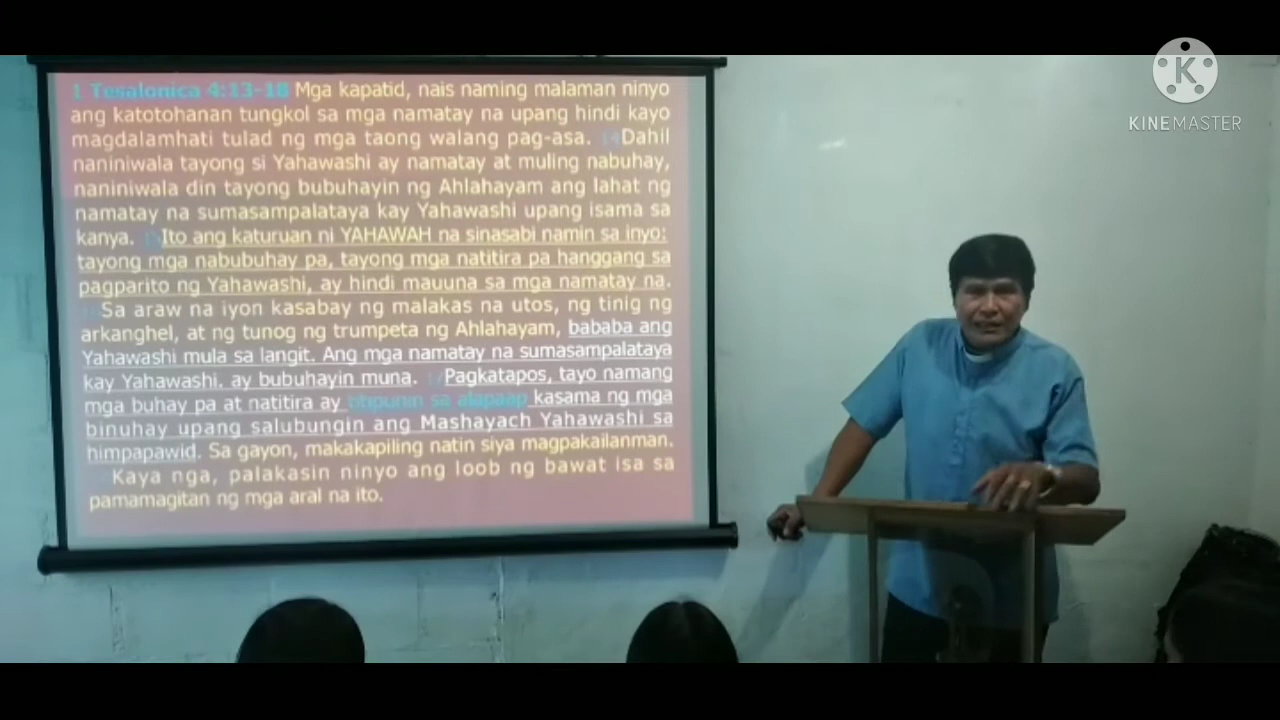 1 Tesalonica 4:13-18 Mga kapatid, nais naming malaman ninyo
ang katotohanan tungkol sa mga namatay na upang hindi kayo
magdalamhati tulad ng mga taong walang pag-asa. 14Dahil
naniniwala tayong si Yahawashi ay namatay at muling nabuhay,
naniniwala din tayong bubuhayin ng Ahlahayam ang lahat ng
namatay na sumasampalataya kay Yahawashi upang isama sa
kanya. 15Ito ang katuruan ni YAHAWAH na sinasabi namin sa inyo:
tayong mga nabubuhay pa, tayong mga natitira pa hanggang sa
pagparito ng Yahawashi, ay hindi mauuna sa mga namatay na.
Sa araw na iyon kasabay ng malakas na utos, ng tinig ng
arkanghel, at ng tunog ng trumpeta ng Ahlahayam, bababa ang
Yahawashi mula sa langit. Ang mga namatay na sumasampalataya
kay Yahawashi, ay bubuhayin muna. 17Pagkatapos, tayo namang
mga buhay pa at natitira ay titipunin sa alapaap kasama ng mga
binuhay upang salubungin ang Mashayach Yahawashi sa
himpapawid. Sa gayon, makakapiling natin siya magpakailanman.
Kaya nga, palakasin ninyo ang loob ng bawat isa sa
pamamagitan ng mga aral na ito.
K
KINEMASTER